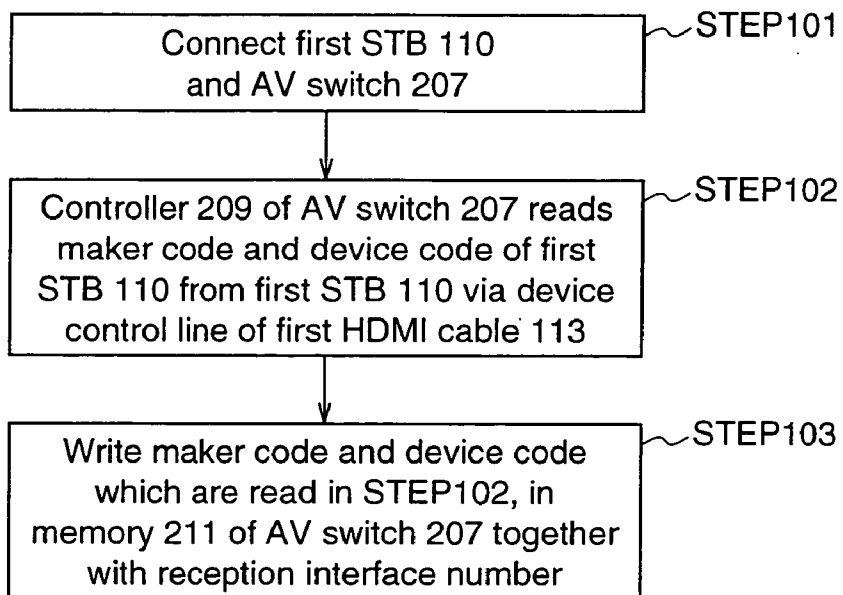 Connect first STB 110
and AV switch 207
STEP101
Controller 209 of AV switch 207 reads
maker code and device code of first
STB 110 from first STB 110 via device
control line of first HDMI cable 113
STEP102
Write maker code and device code
which are read in STEP102, in
memory 211 of AV switch 207 together
with reception interface number
STEP103